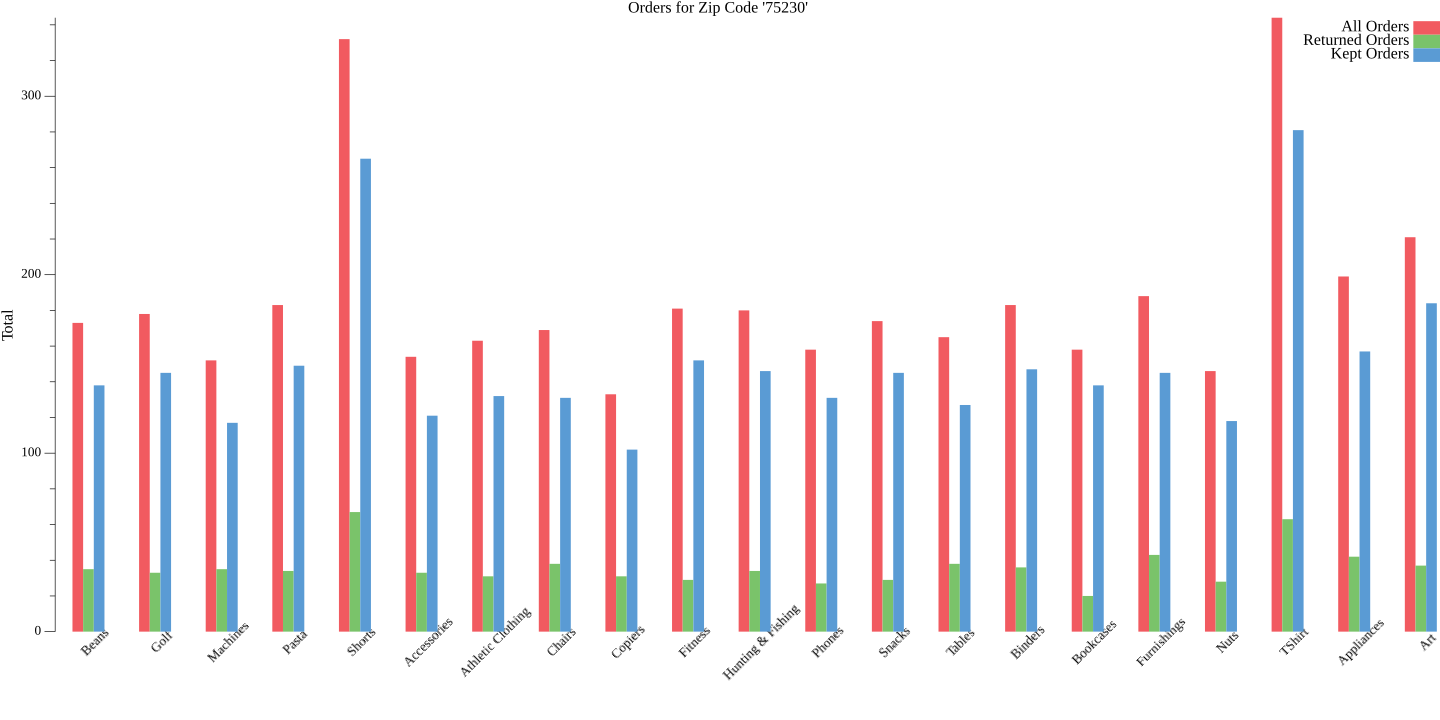 Orders for Zip Code '75230'
All Orders
Returned Orders
Kept Orders
Total
300
200
100
0
Beans
Golf
Machines
Pasta
Shorts
Accessories
Athletic Clothing
Chairs
Copiers
Fitness
Hunting & Fishing
Phones
Snacks
Tables
Binders
Bookcases
Furnishings
Nuts
TShirt
Appliances
Art